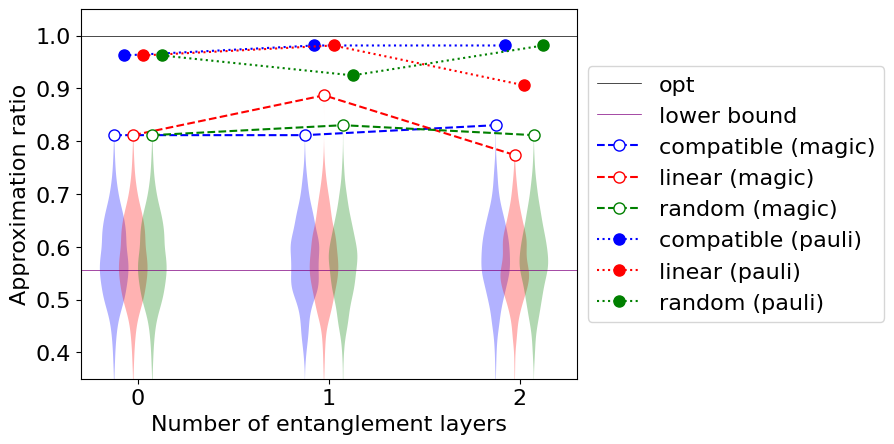 Approximation ratio
1.0
0.9
0.8
0.7
0.6
0.5
0.4
0
1
2
Number of entanglement layers
opt
lower bound
compatible (magic)
linear (magic)
random (magic)
compatible (pauli)
linear (pauli)
random (pauli)